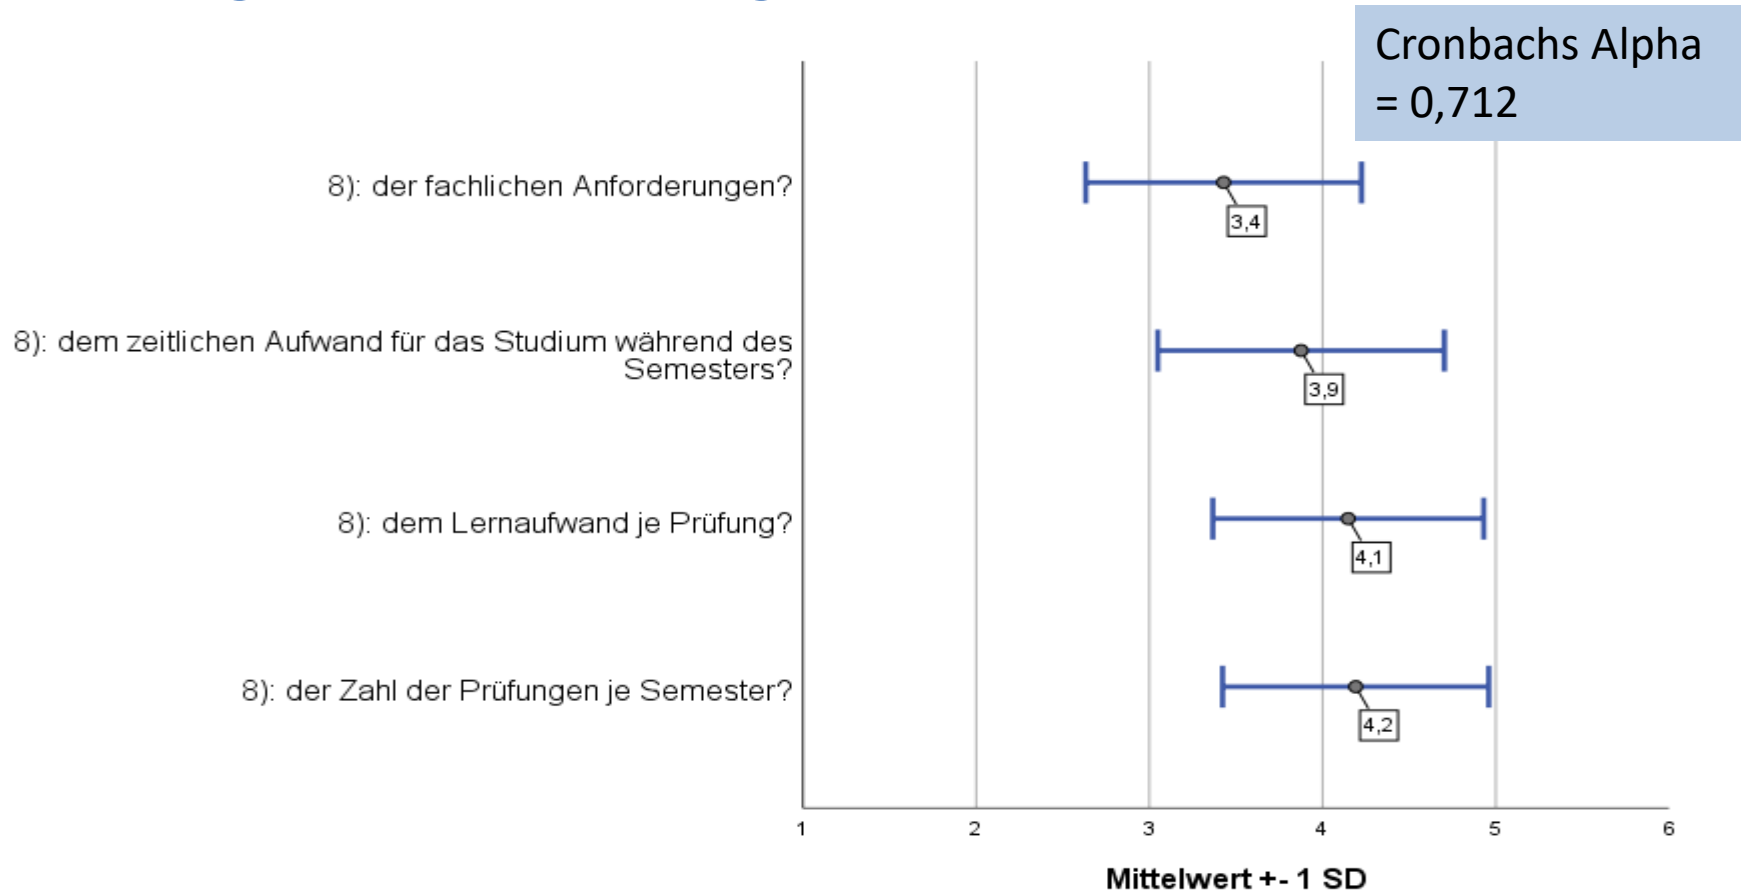 Cronbachs Alpha
= 0,712
8): der fachlichen Anforderungen?
3,4
8): dem zeitlichen Aufwand für das Studium während des
Semesters?
3,9
8): dem Lernaufwand je Prüfung?
4,1
8): der Zahl der Prüfungen je Semester?
4,2
1 2 3 4 5 6
Mittelwert +- 1 SD